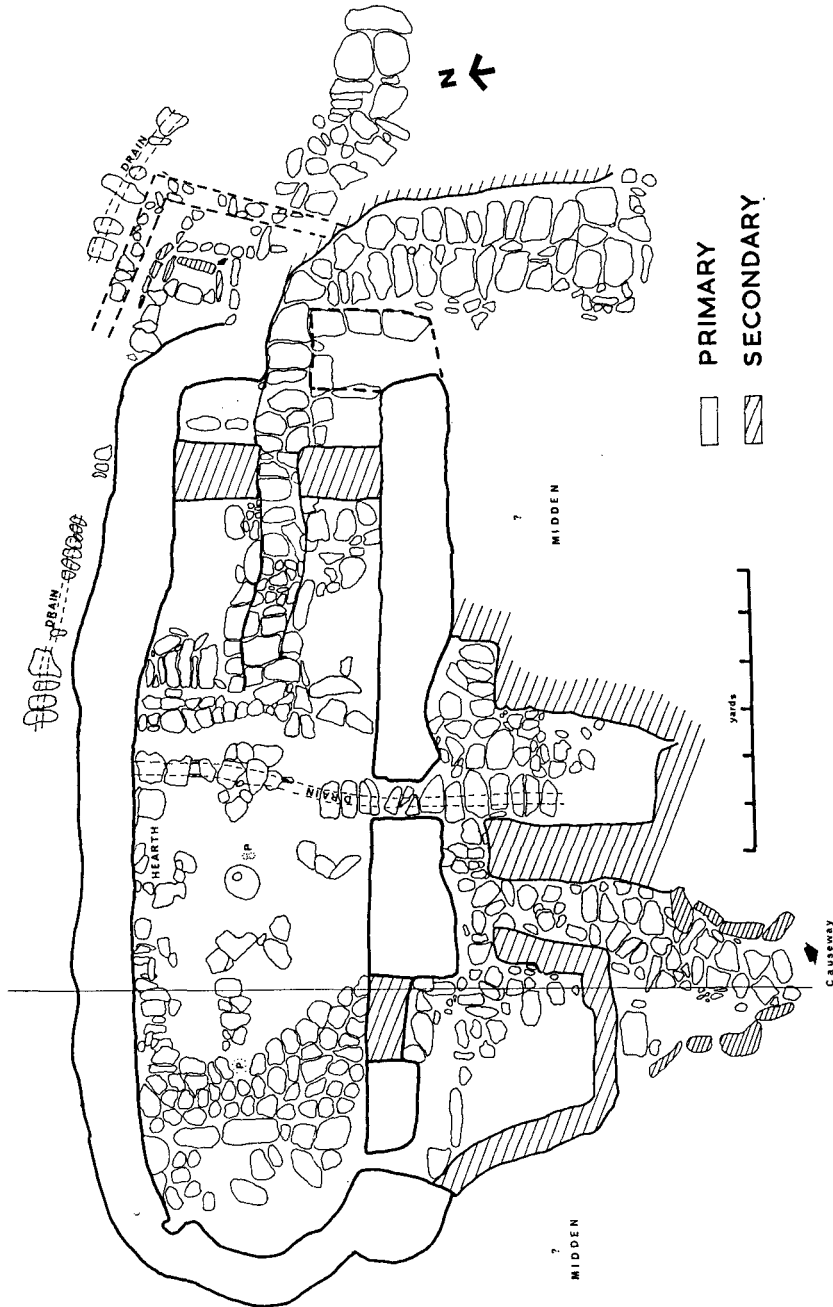 N
DRAIN
DRAIN
HEARTH
P
P
DRAIN
PRIMARY
SECONDARY
?
MIDDEN
?
MIDDEN
yards
Causeway